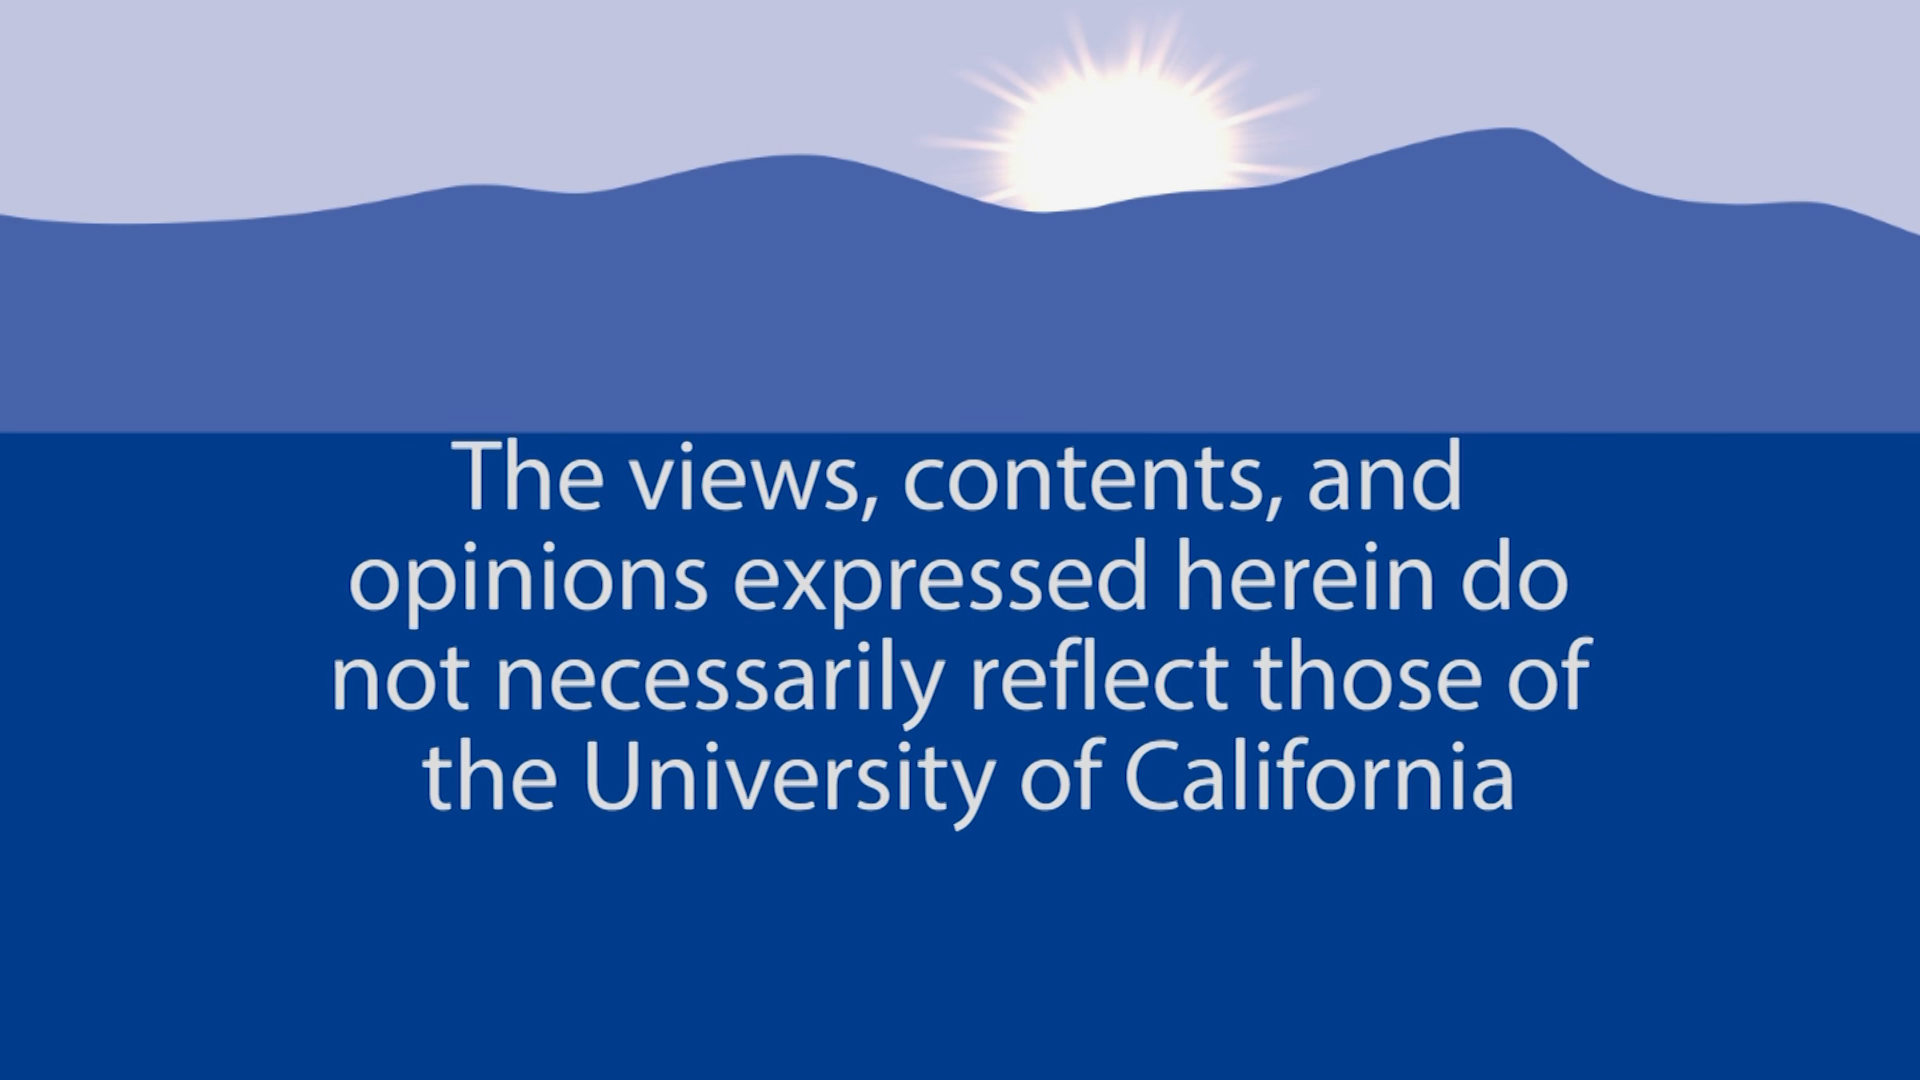 The views, contents, and
opinions expressed herein do
not necessarily reflect those of
the University of California